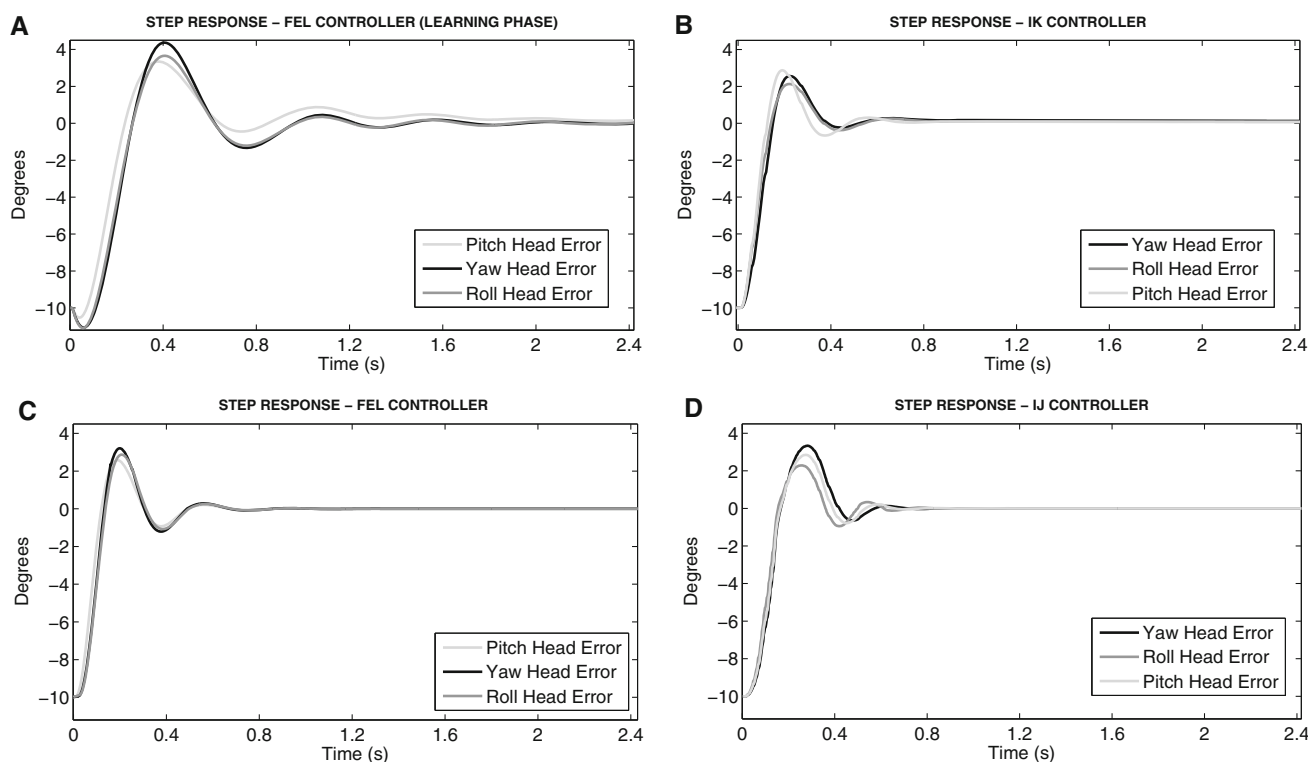 A
STEP RESPONSE – FEL CONTROLLER (LEARNING PHASE)
4
2
0
−2
−4
−6
−8
−10
Degrees
Pitch Head Error
Yaw Head Error
Roll Head Error
0 0.4 0.8 1.2 1.6 2 2.4
Time (s)
B
STEP RESPONSE – IK CONTROLLER
4
2
0
−2
−4
−6
−8
−10
Degrees
Yaw Head Error
Roll Head Error
Pitch Head Error
0 0.4 0.8 1.2 1.6 2 2.4
Time (s)
C
STEP RESPONSE – FEL CONTROLLER
4
2
0
−2
−4
−6
−8
−10
Degrees
Pitch Head Error
Yaw Head Error
Roll Head Error
0 0.4 0.8 1.2 1.6 2 2.4
Time (s)
D
STEP RESPONSE – IJ CONTROLLER
4
2
0
−2
−4
−6
−8
−10
Degrees
Yaw Head Error
Roll Head Error
Pitch Head Error
0 0.4 0.8 1.2 1.6 2 2.4
Time (s)